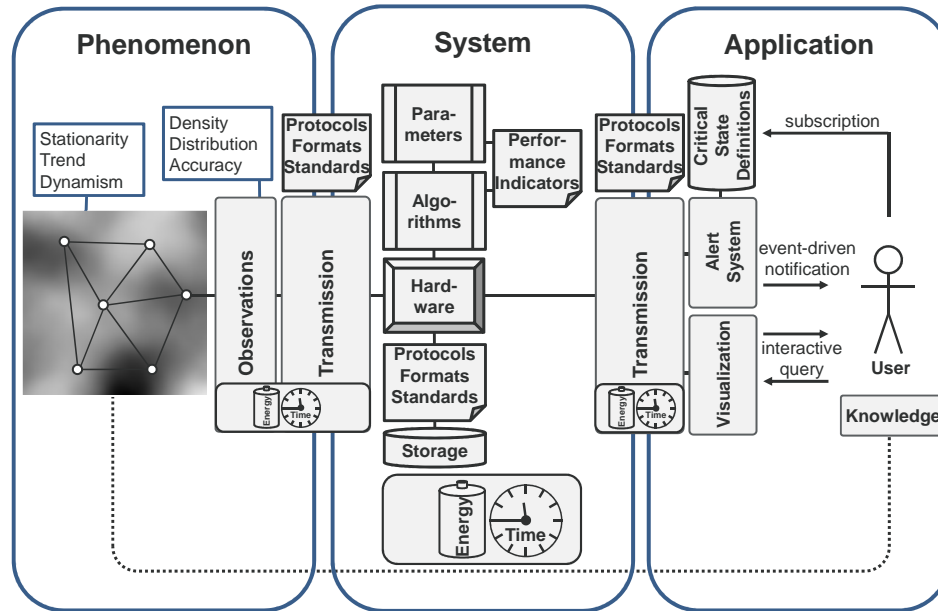 Phenomenon
System
Application
Stationarity
Trend
Dynamism
Density
Distribution
Accuracy
Protocols
Formats
Standards
Observations
Transmission
Energy
Time
Para-
meters
Algo-
rithms
Perfor-
mance
Indicators
Hard-
ware
Protocols
Formats
Standards
Storage
Energy
Time
Protocols
Formats
Standards
Transmission
Energy
Time
Critical
State
Definitions
Alert
System
Visualization
subscription
event-driven
notification
interactive
query
User
Knowledge